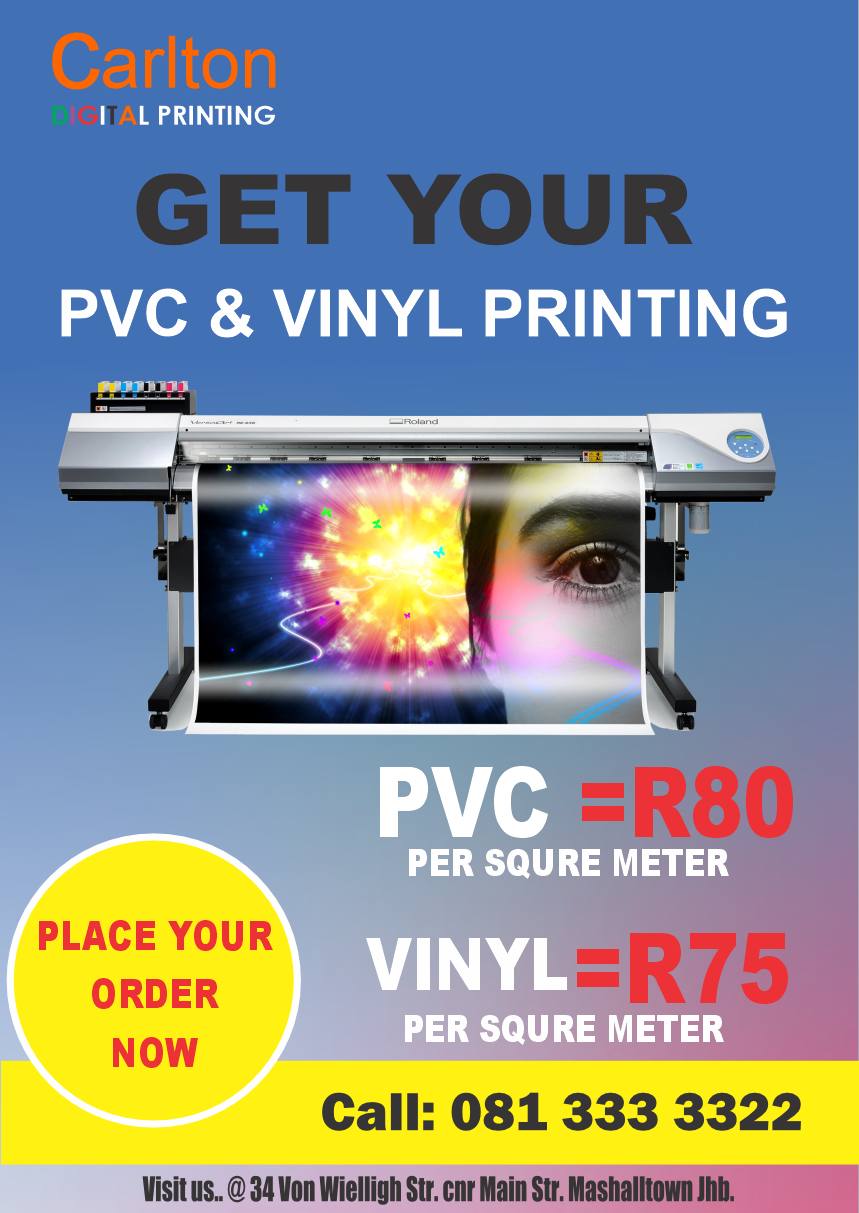 Carlton
DIGITAL PRINTING
GET YOUR
PVC & VINYL PRINTING
VersaArt
Roland
PVC =R80
PER SQURE METER
PLACE YOUR
ORDER
NOW
VINYL=R75
PER SQURE METER
Call: 081 333 3322
Visit us.. @ 34 Von Wielligh Str. cnr Main Str. Mashalltown Jhb.